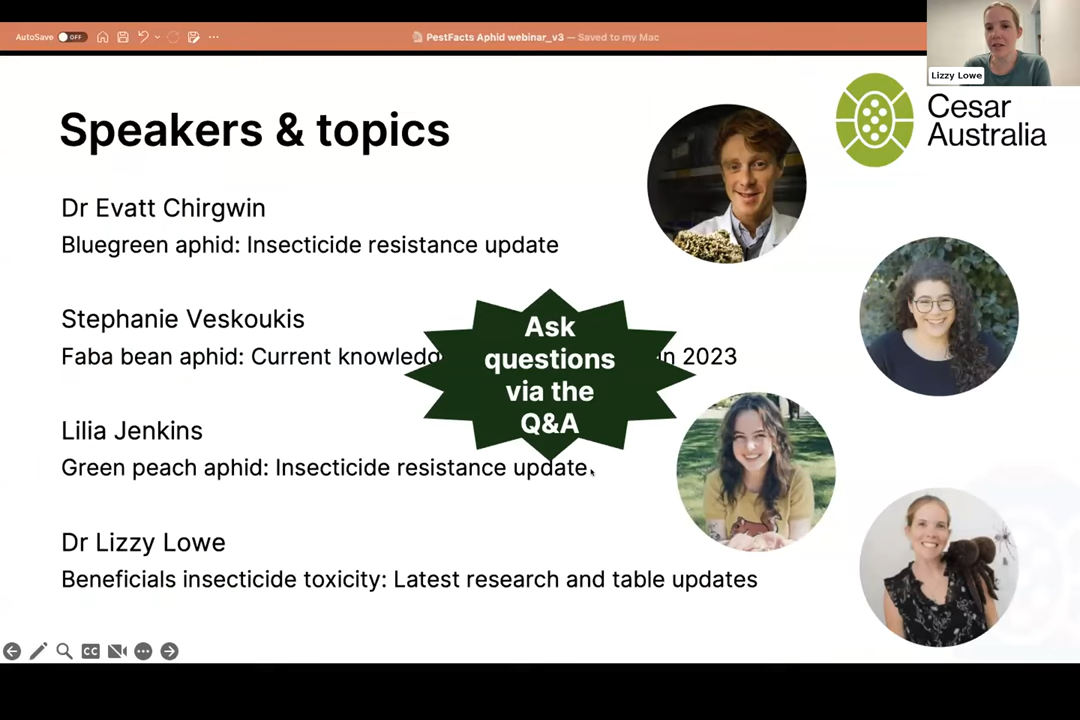 AutoSave OFF
PestFacts Aphid webinar_v3 — Saved to my Mac
Lizzy Lowe
Cesar
Australia
Speakers & topics
Dr Evatt Chirgwin
Bluegreen aphid: Insecticide resistance update
Stephanie Veskoukis
Faba bean aphid: Current 2023
Ask
questions
via the
Q&A
Lilia Jenkins
Green peach aphid: Insecticide resistance update
Dr Lizzy Lowe
Beneficials insecticide toxicity: Latest research and table updates
CC